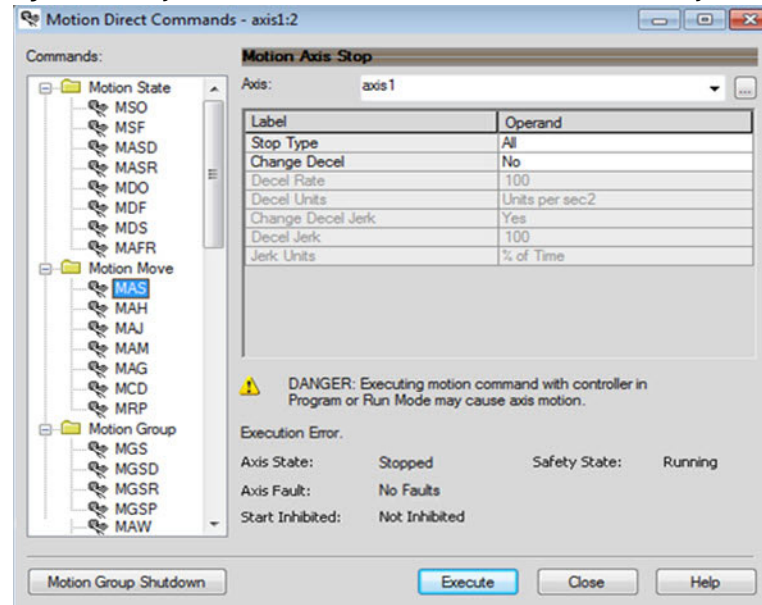 Motion Direct Commands - axis1:2
Commands:
Motion State
MSO
MSF
MASD
MASR
MDO
MDF
MDS
MAFR
Motion Move
MAS
MAH
MAJ
MAM
MAG
MCD
MRP
Motion Group
MGS
MGSD
MGSR
MGSP
MAW
Motion Axis Stop
Axis: axis1 ...
Label Operand
Stop Type All
Change Decel No
Decel Rate 100
Decel Units Units per sec2
Change Decel Jerk Yes
Decel Jerk 100
Jerk Units % of Time
DANGER: Executing motion command with controller in
Program or Run Mode may cause axis motion.
Execution Error.
Axis State: Stopped Safety State: Running
Axis Fault: No Faults
Start Inhibited: Not Inhibited
Motion Group Shutdown Execute Close Help